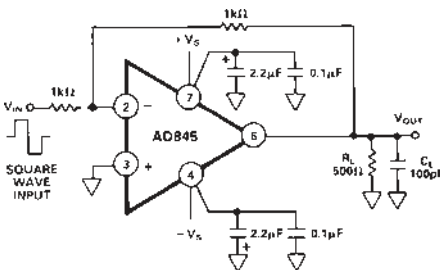 1kΩ
+VS
1kΩ
VIN
2.2µF
0.1µF
7
2
−
AD845
6
VOUT
3
+
4
SQUARE
WAVE
INPUT
RL
500Ω
CL
100pF
−VS
2.2µF
0.1µF
+
+